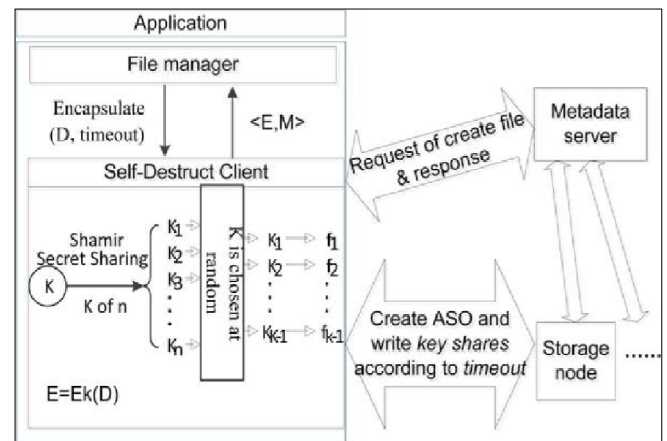 Application
File manager
Encapsulate
(D, timeout)
<E,M>
Self-Destruct Client
Shamir
Secret Sharing
K
K of n
K1
K2
K3
Kn
K is chosen at
random
K1
K2
KK-1
f1
f2
fk-1
E=Ek(D)
Request of create file
& response
Metadata
server
Create ASO and
write key shares
according to timeout
Storage
node
......